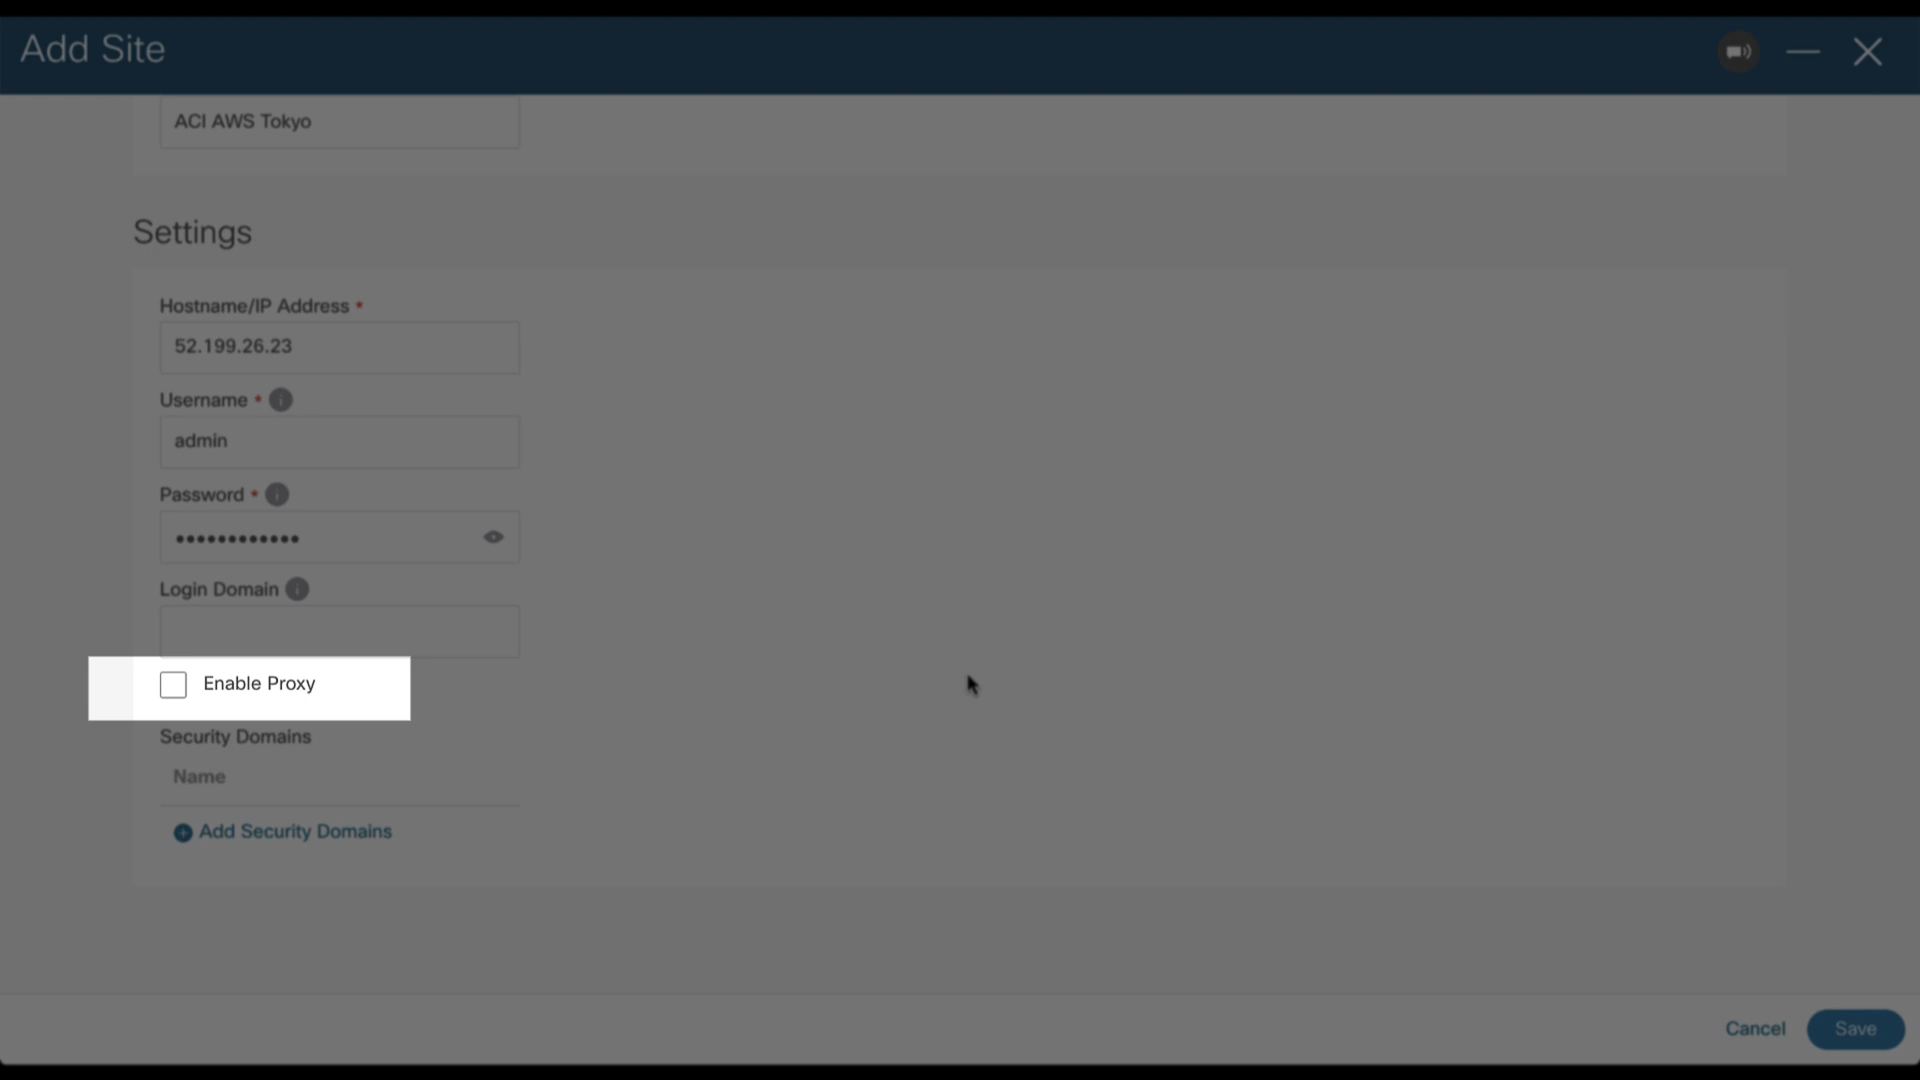 Add Site
ACI AWS Tokyo
Settings
Hostname/IP Address *
52.199.26.23
Username *
admin
Password *
••••••••••••
Login Domain
Enable Proxy
Security Domains
Name
Add Security Domains
Cancel
Save